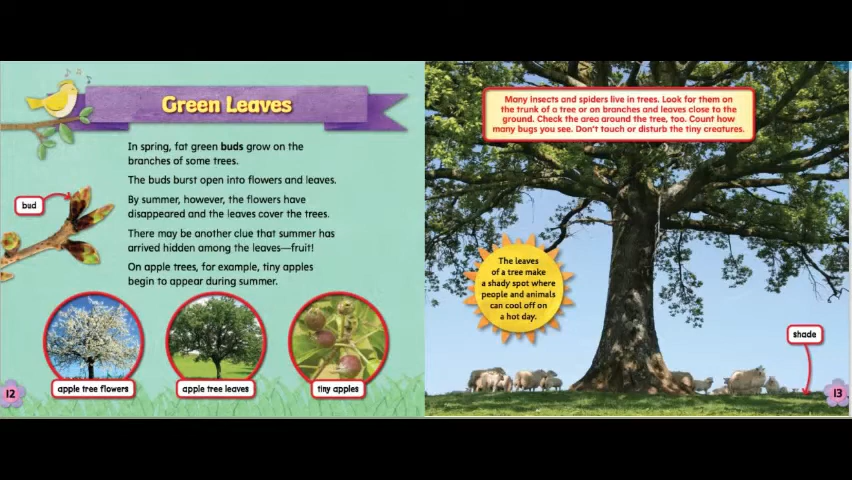 Green Leaves
In spring, fat green buds grow on the
branches of some trees.
The buds burst open into flowers and leaves.
By summer, however, the flowers have
disappeared and the leaves cover the trees.
There may be another clue that summer has
arrived hidden among the leaves—fruit!
On apple trees, for example, tiny apples
begin to appear during summer.
bud
apple tree flowers
apple tree leaves
tiny apples
12
Many insects and spiders live in trees. Look for them on
the trunk of a tree or on branches and leaves close to the
ground. Check the area around the tree, too. Count how
many bugs you see. Don't touch or disturb the tiny creatures.
The leaves
of a tree make
a shady spot where
people and animals
can cool off on
a hot day.
shade
13